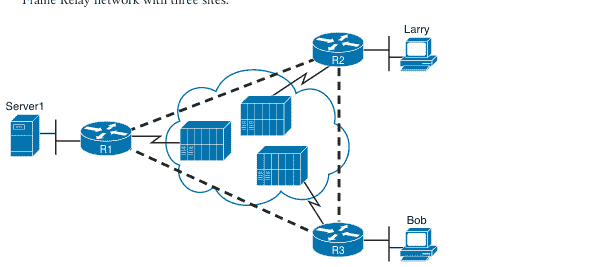 Frame Relay network with three sites.
Larry
R2
Server1
R1
Bob
R3